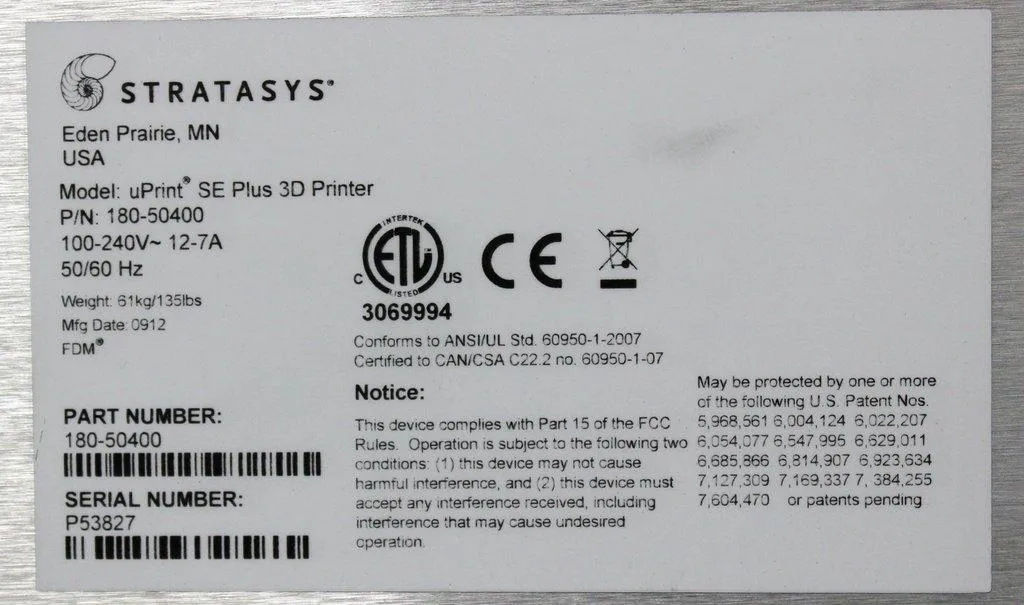 STRATASYS®
Eden Prairie, MN
USA
Model: uPrint® SE Plus 3D Printer
P/N: 180-50400
100-240V~ 12-7A
50/60 Hz
Weight: 61kg/135lbs
Mfg Date: 0912
FDM®
PART NUMBER:
180-50400
SERIAL NUMBER:
P53827
INTERTEK
ETL
CM
LISTED
C US
3069994
CE
Conforms to ANSI/UL Std. 60950-1-2007
Certified to CAN/CSA C22.2 no. 60950-1-07
Notice:
This device complies with Part 15 of the FCC
Rules. Operation is subject to the following two
conditions: (1) this device may not cause
harmful interference, and (2) this device must
accept any interference received, including
interference that may cause undesired
operation.
May be protected by one or more
of the following U.S. Patent Nos.
5,968,561 6,004,124 6,022,207
6,054,077 6,547,995 6,629,011
6,685,866 6,814,907 6,923,634
7,127,309 7,169,337 7, 384,255
7,604,470 or patents pending